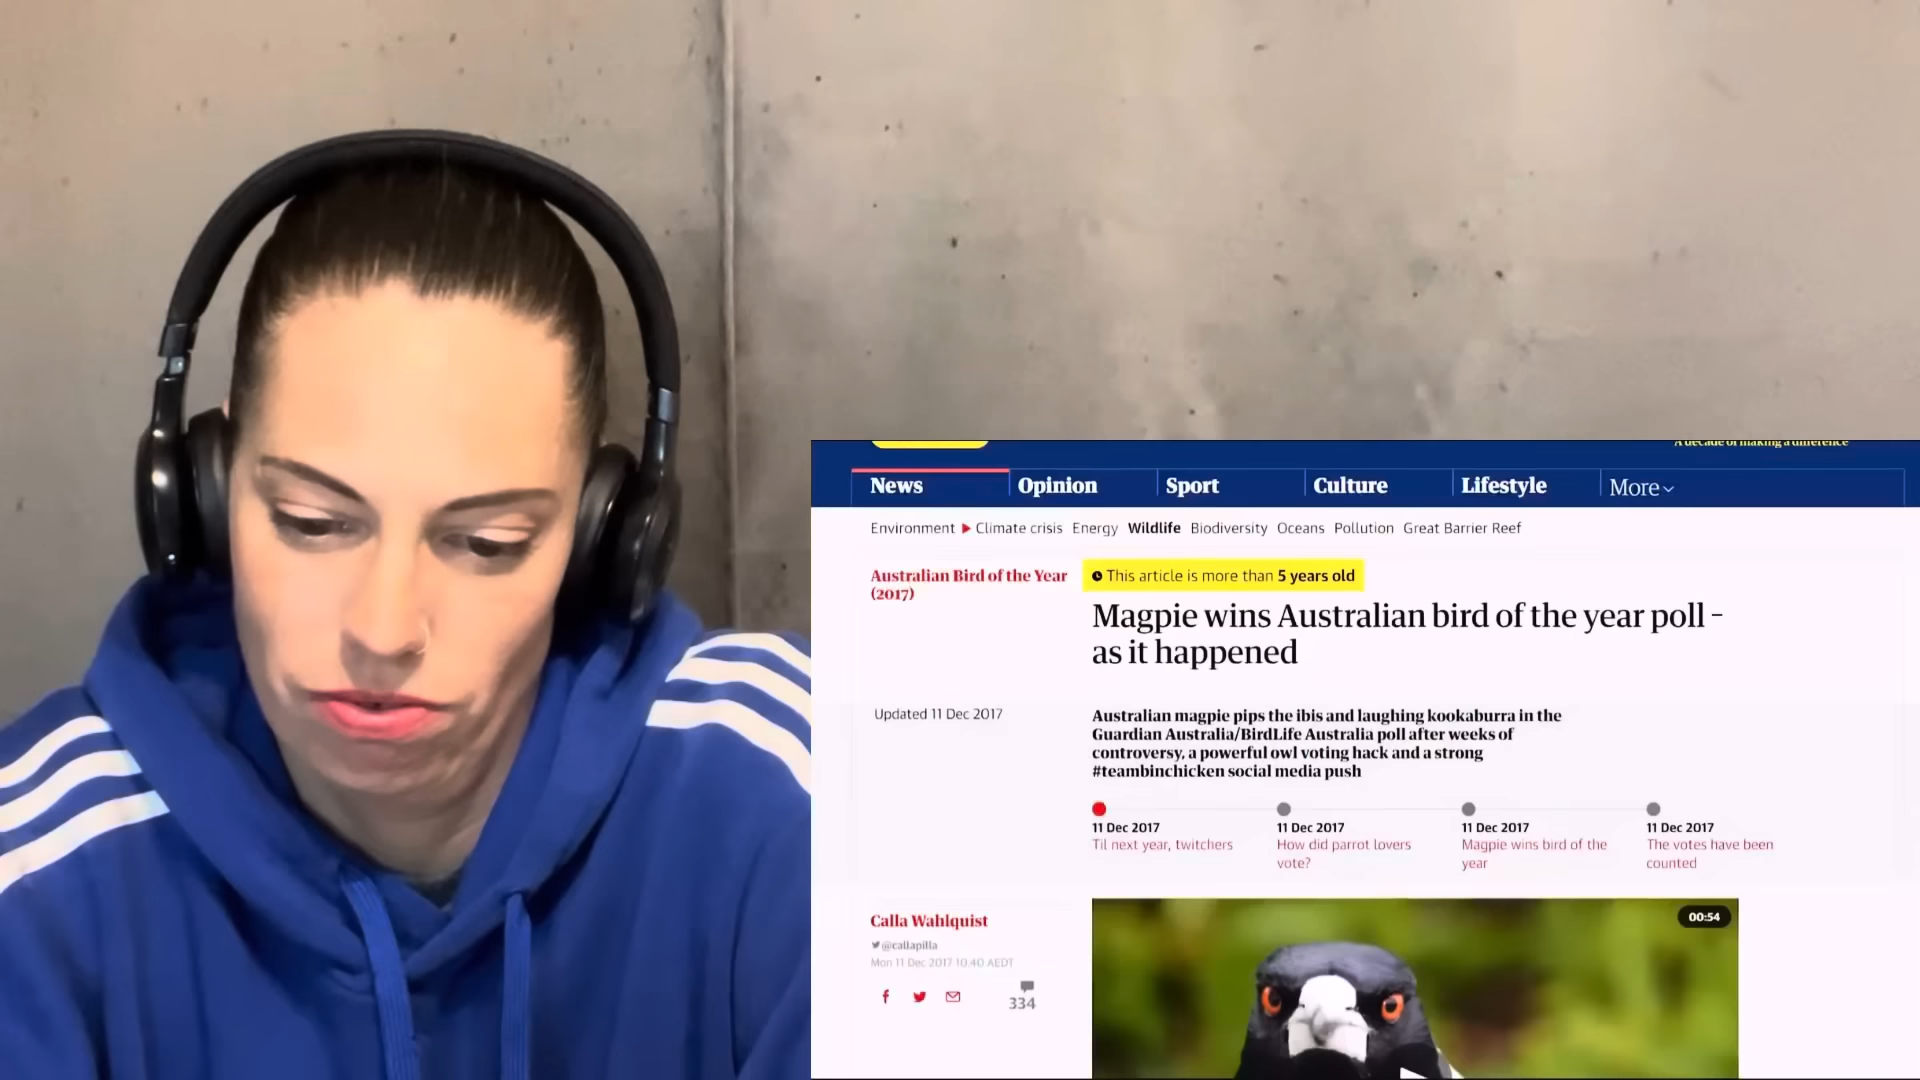 A decade of making a difference
News Opinion Sport Culture Lifestyle More
Environment Climate crisis Energy Wildlife Biodiversity Oceans Pollution Great Barrier Reef
Australian Bird of the Year
(2017)
This article is more than 5 years old
Magpie wins Australian bird of the year poll –
as it happened
Updated 11 Dec 2017
Australian magpie pips the ibis and laughing kookaburra in the
Guardian Australia/BirdLife Australia poll after weeks of
controversy, a powerful owl voting hack and a strong
#teambinchicken social media push
11 Dec 2017
Til next year, twitchers
11 Dec 2017
How did parrot lovers
vote?
11 Dec 2017
Magpie wins bird of the
year
11 Dec 2017
The votes have been
counted
Calla Wahlquist
@callapilla
Mon 11 Dec 2017 10.40 AEDT
334
00:54